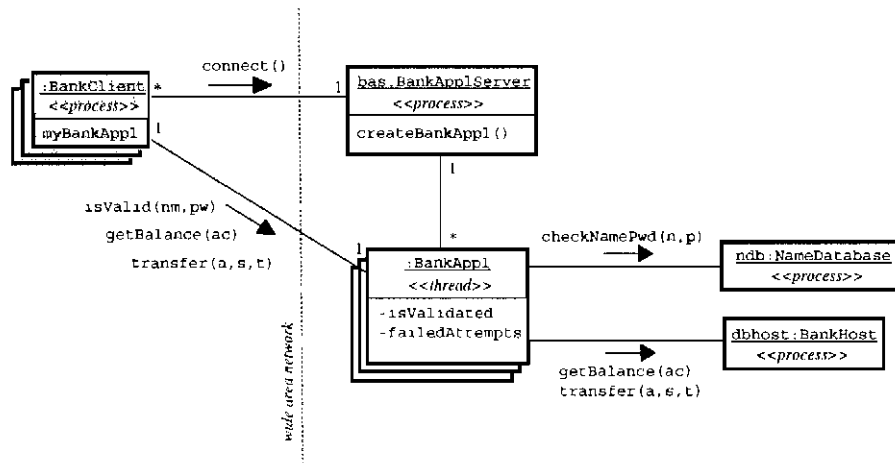 connect()
:BankClient
<<process>>
myBankAppl
*
1
1
bas.BankApplServer
<<process>>
createBankAppl()
1
*
isValid(nm,pw)
getBalance(ac)
transfer(a,s,t)
1
:BankAppl
<<thread>>
-isValidated
-failedAttempts
checkNamePwd(n,p)
ndb:NameDatabase
<<process>>
dbhost:BankHost
<<process>>
getBalance(ac)
transfer(a,s,t)
wide area network